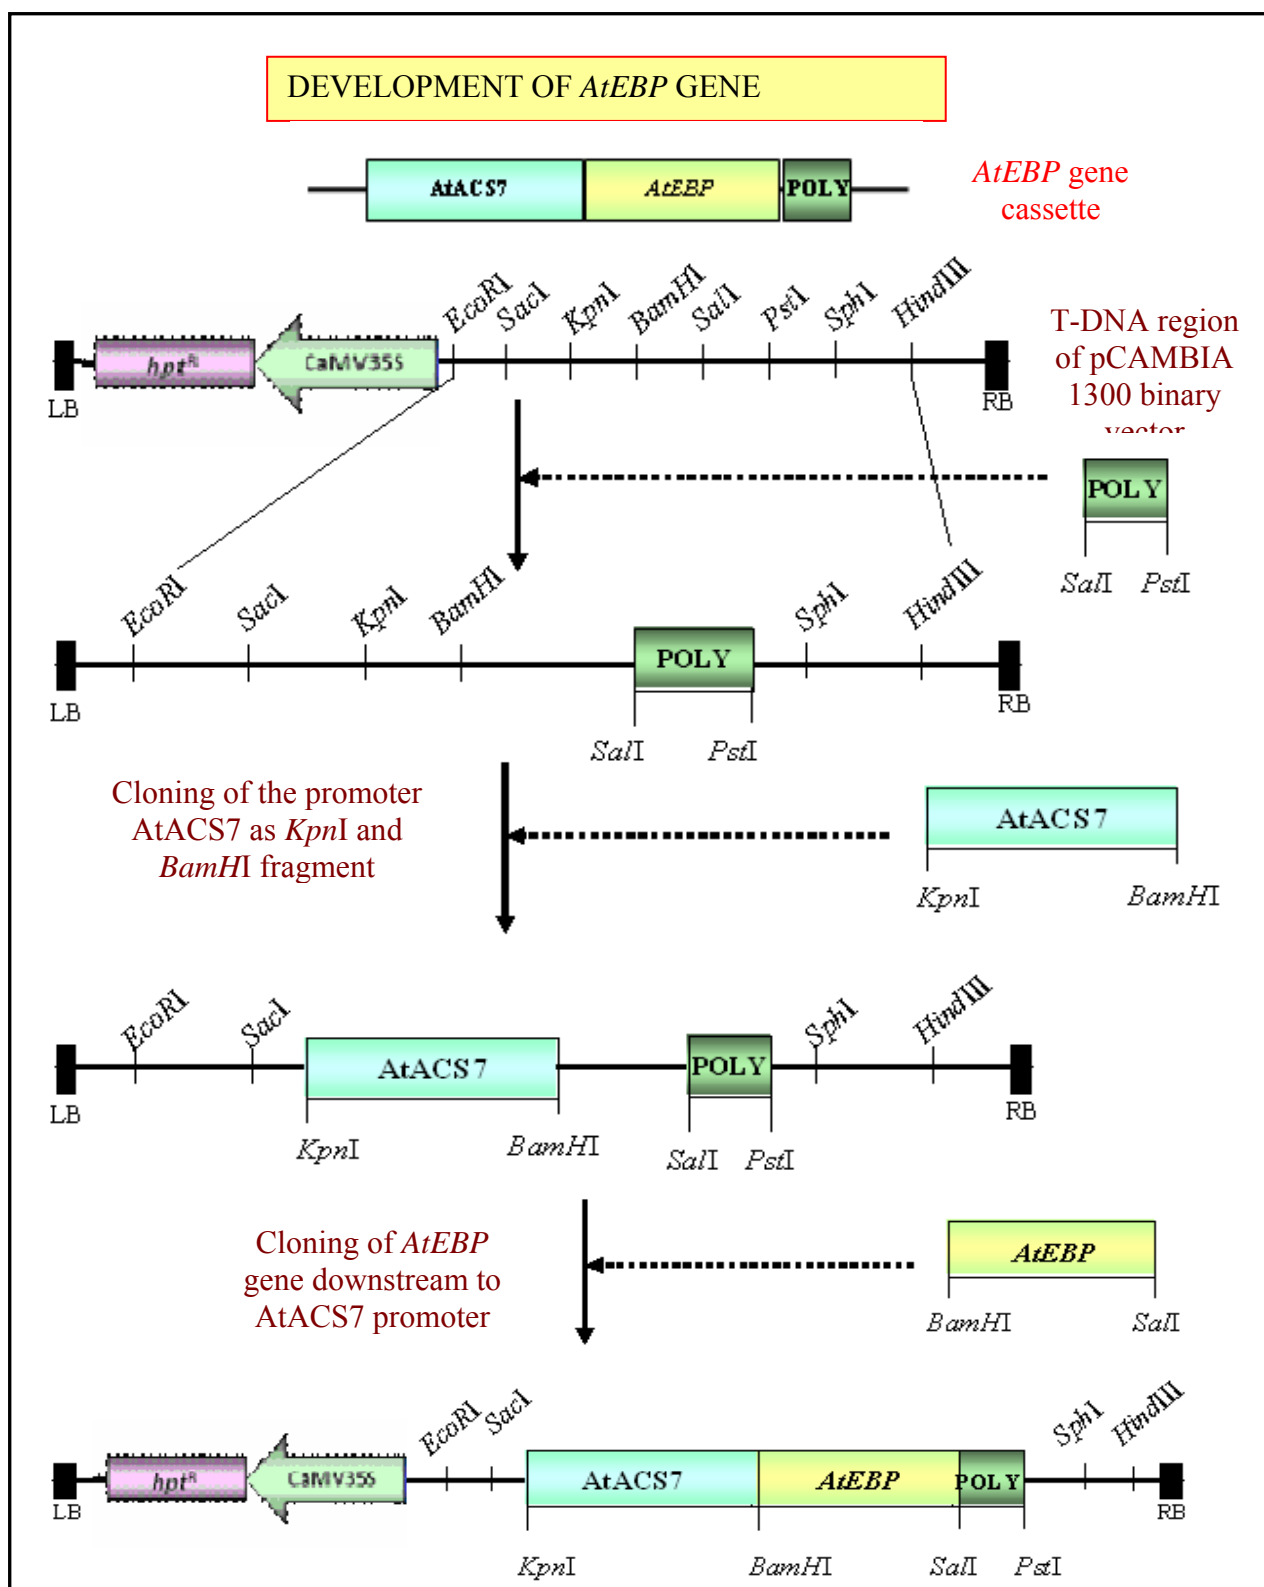 DEVELOPMENT OF AtEBP GENE
AtACS7 AtEBP POLY
AtEBP gene
cassette
EcoRI SacI KpnI BamHI SalI PstI SphI HindIII
hptR CaMV35S
LB RB
T-DNA region
of pCAMBIA
1300 binary
vector
POLY
SalI PstI
EcoRI SacI KpnI BamHI SphI HindIII
POLY
LB RB
SalI PstI
Cloning of the promoter
AtACS7 as KpnI and
BamHI fragment
AtACS7
KpnI BamHI
EcoRI SacI SphI HindIII
AtACS7 POLY
LB RB
KpnI BamHI SalI PstI
Cloning of AtEBP
gene downstream to
AtACS7 promoter
AtEBP
BamHI SalI
EcoRI SacI SphI HindIII
hptR CaMV35S AtACS7 AtEBP POLY
LB RB
KpnI BamHI SalI PstI